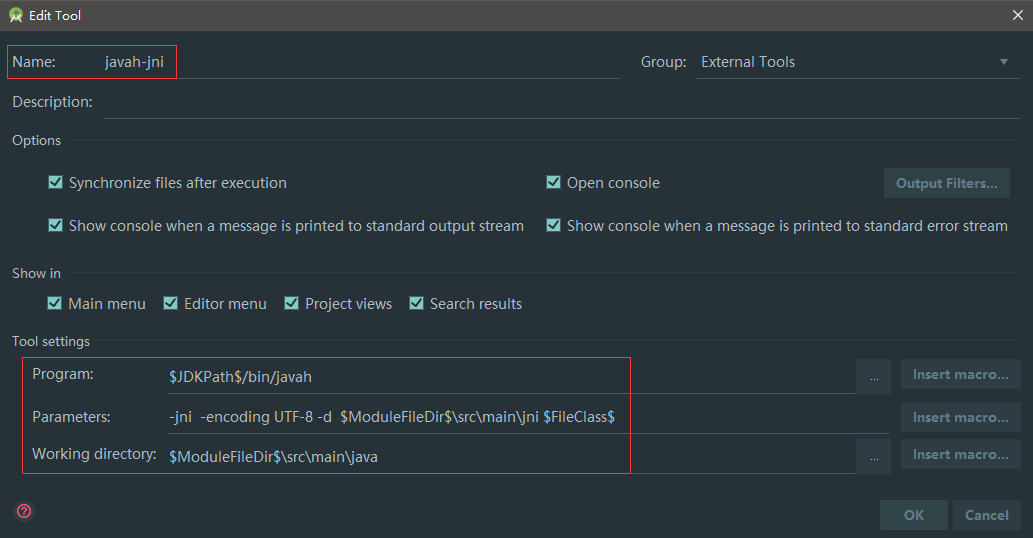 Edit Tool
Name: javah-jni Group: External Tools
Description:
Options
Synchronize files after execution Open console Output Filters...
Show console when a message is printed to standard output stream Show console when a message is printed to standard error stream
Show in
Main menu Editor menu Project views Search results
Tool settings
Program: $JDKPath$/bin/javah ... Insert macro...
Parameters: -jni  -encoding UTF-8 -d  $ModuleFileDir$\src\main\jni $FileClass$ Insert macro...
Working directory: $ModuleFileDir$\src\main\java ... Insert macro...
? OK Cancel